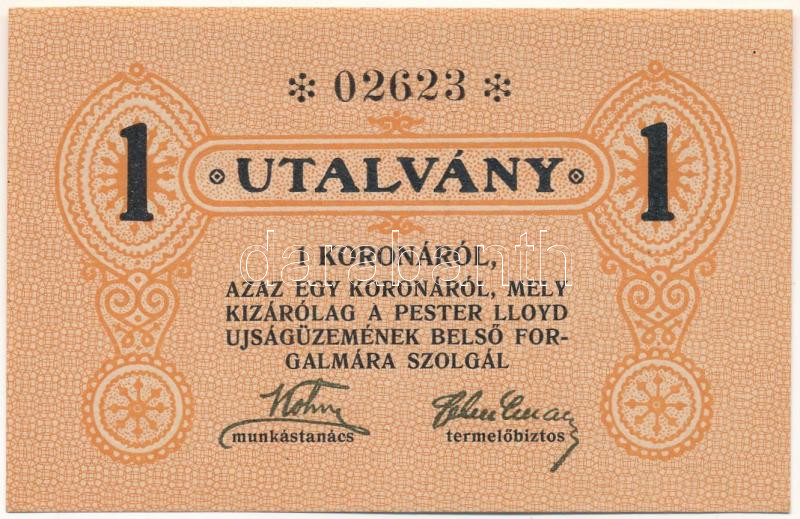 * 02623 *
1 UTALVÁNY 1
1 KORONÁRÓL,
AZAZ EGY KORONÁRÓL, MELY
KIZÁRÓLAG A PESTER LLOYD
UJSÁGÜZEMÉNEK BELSŐ FOR-
GALMÁRA SZOLGÁL
munkástanács termelőbiztos
darabanth